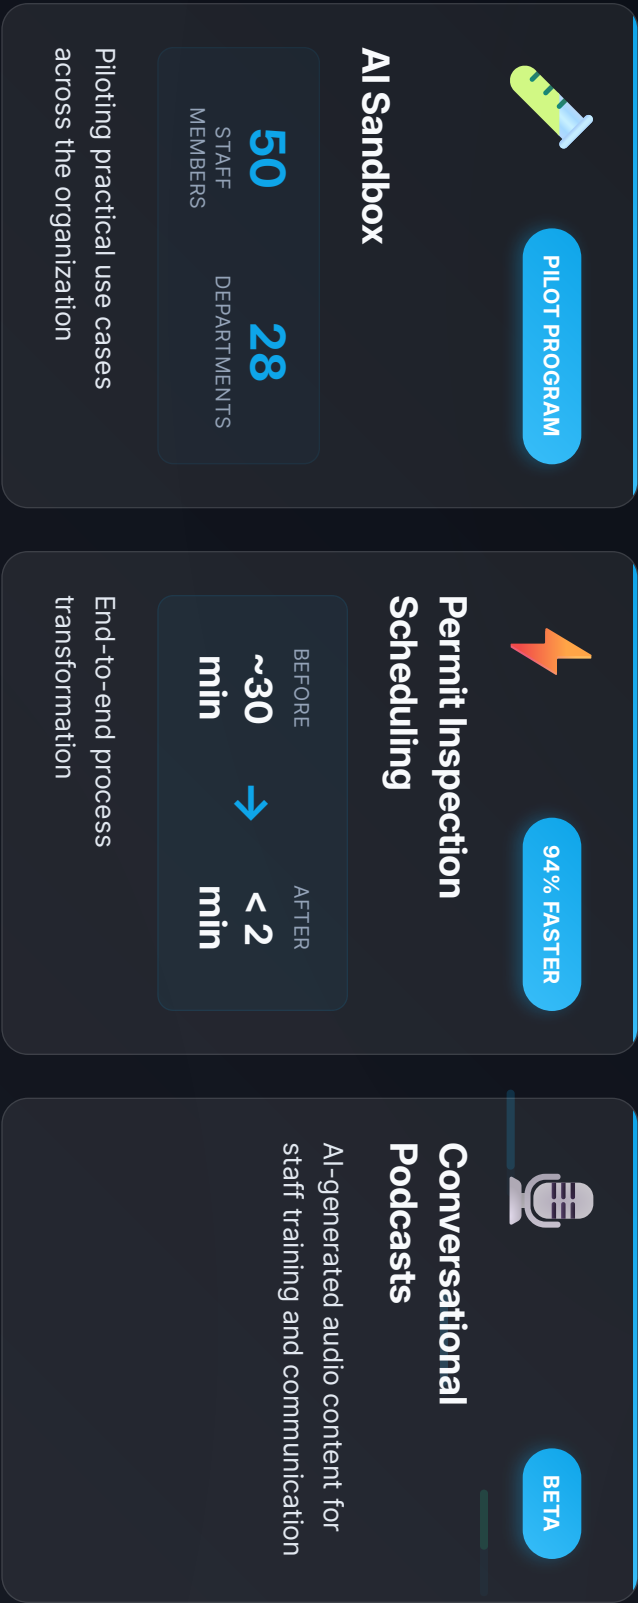 PILOT PROGRAM
AI Sandbox
50
STAFF
MEMBERS
28
DEPARTMENTS
Piloting practical use cases
across the organization
94% FASTER
Permit Inspection
Scheduling
BEFORE
~30
min
→
AFTER
< 2
min
End-to-end process
transformation
BETA
Conversational
Podcasts
AI-generated audio content for
staff training and communication